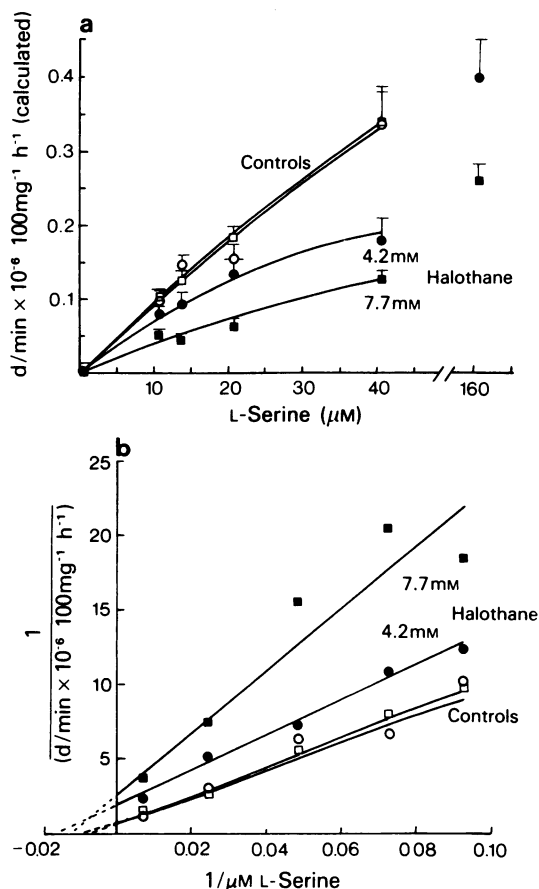 a
d/min × 10⁻⁶ 100mg⁻¹ h⁻¹ (calculated)
0.4
0.3
0.2
0.1
Controls
4.2mM
Halothane
7.7mM
10
20
30
40
160
L-Serine (μM)
b
1
(d/min × 10⁻⁶ 100mg⁻¹ h⁻¹)
25
20
15
10
5
7.7mM
Halothane
4.2mM
Controls
−0.02
0.02
0.04
0.06
0.08
0.10
1/μM L-Serine